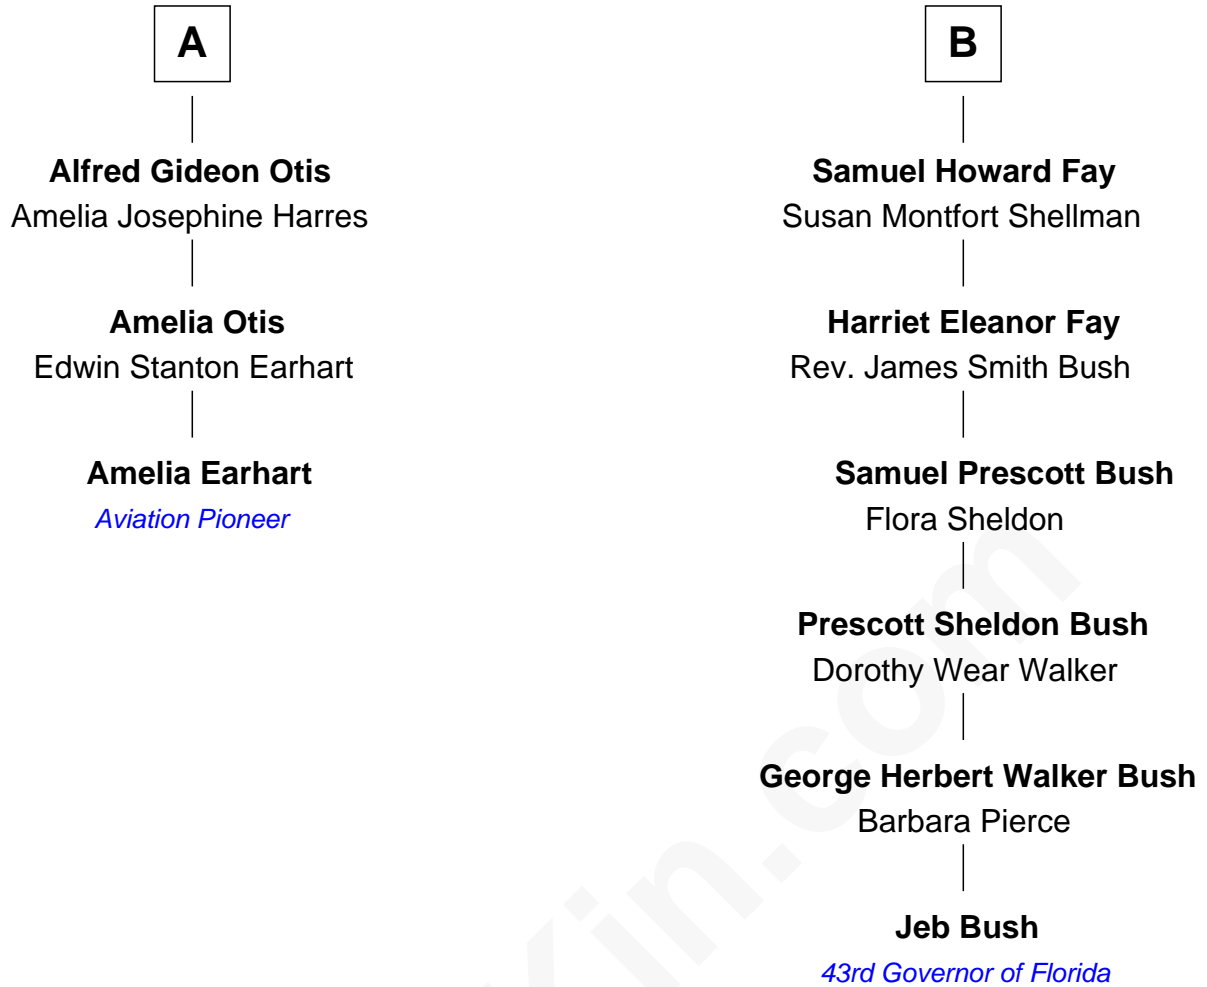 A
Alfred Gideon Otis
Amelia Josephine Harres
Amelia Otis
Edwin Stanton Earhart
Amelia Earhart
Aviation Pioneer
B
Samuel Howard Fay
Susan Montfort Shellman
Harriet Eleanor Fay
Rev. James Smith Bush
Samuel Prescott Bush
Flora Sheldon
Prescott Sheldon Bush
Dorothy Wear Walker
George Herbert Walker Bush
Barbara Pierce
Jeb Bush
43rd Governor of Florida
Kin.com